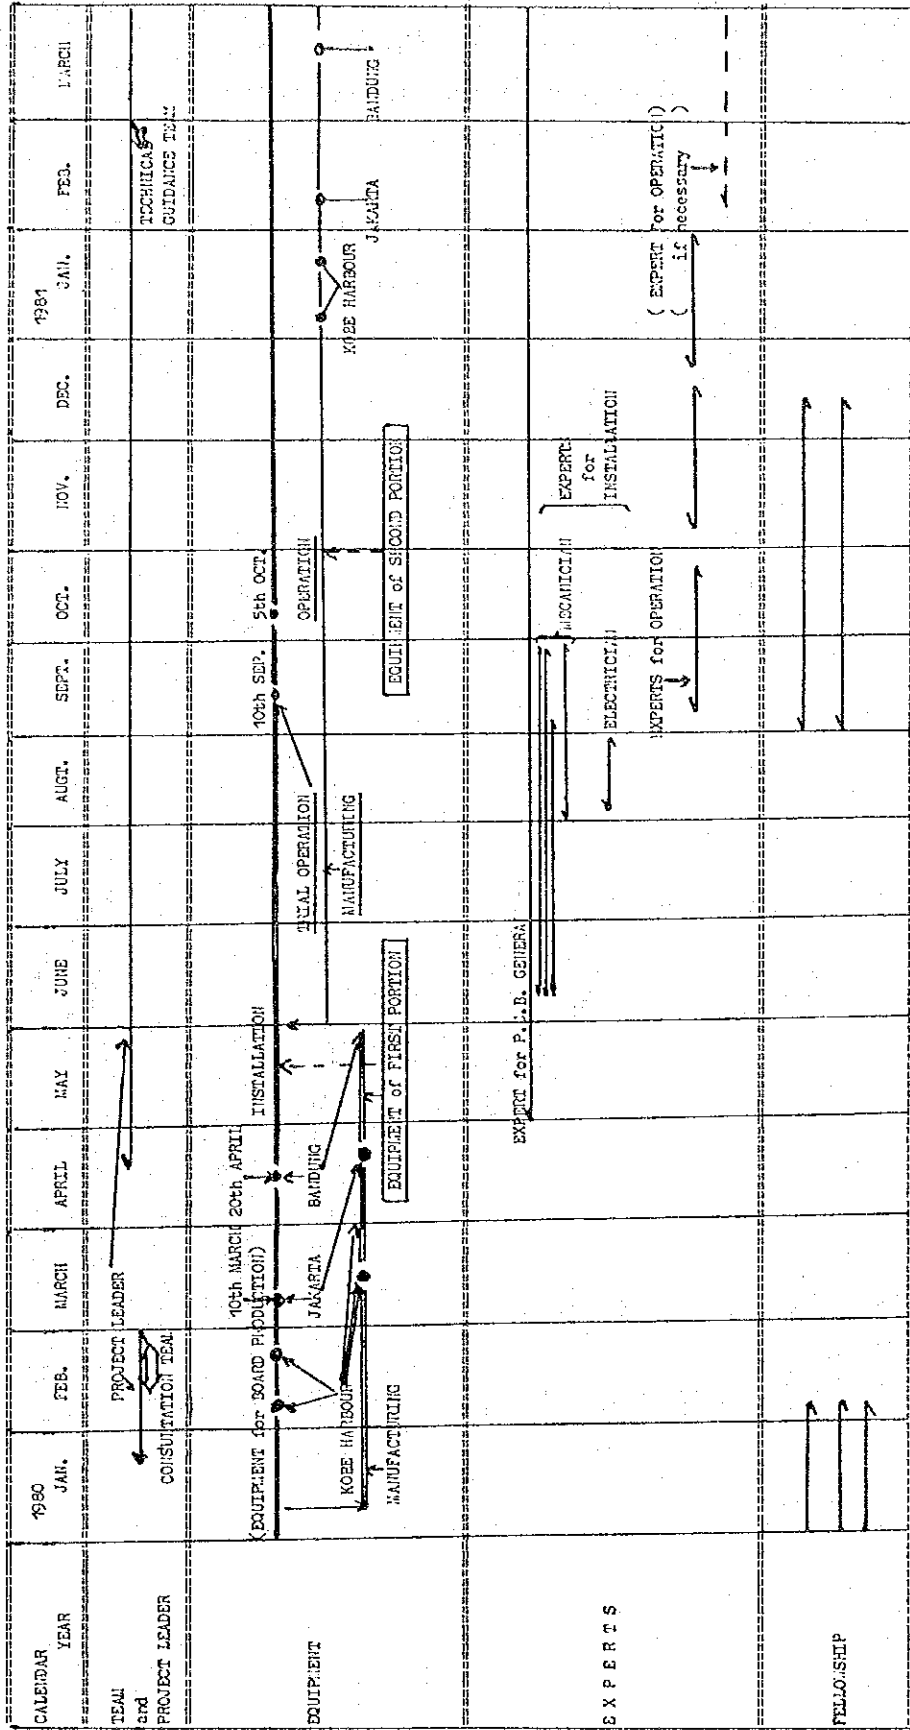 CALENDAR
YEAR
1980
JAN.
FEB.
MARCH
APRIL
MAY
JUNE
JULY
AUGT.
SEPT.
OCT.
NOV.
DEC.
1981
JAN.
FEB.
MARCH
TEAM
and
PROJECT LEADER
PROJECT LEADER
CONSULTATION TEAM
TECHNICAL
GUIDANCE TEAM
EQUIPMENT
(EQUIPMENT for BOARD PRODUCTION)
10th MARCH
20th APRIL
INSTALLATION
10th SEP.
5th OCT.
JAKARTA
BANDUNG
TRIAL OPERATION
OPERATION
KOBE HARBOUR
MANUFACTURING
MANUFACTURING
EQUIPMENT of FIRST PORTION
EQUIPMENT of SECOND PORTION
KOBE HARBOUR
JAKARTA
BANDUNG
EXPERTS
EXPERT for
GENERAL
MECANICIAN
EXPERTS
for
INSTALLATION
ELECTRICIAN
EXPERTS for OPERATION
( EXPERT for OPERATION )
( if necessary )
FELLOWSHIP